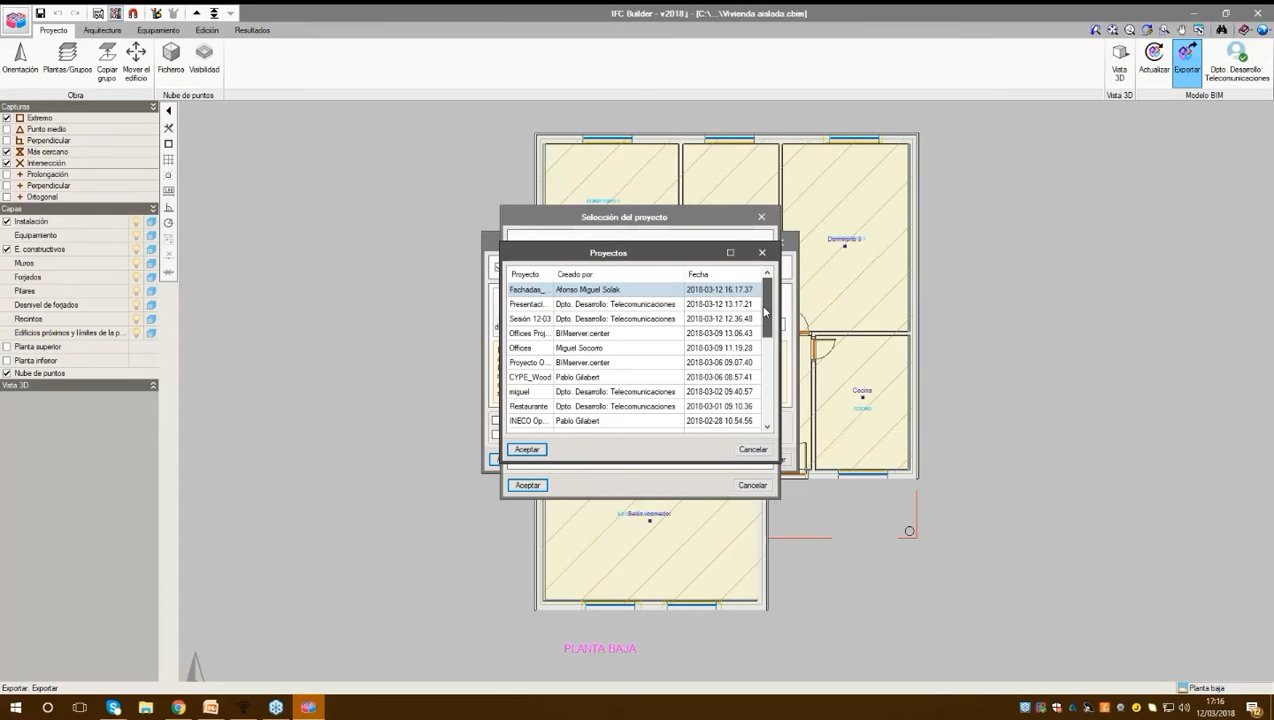 IFC Builder - v2018.j - [C:\...\Vivienda aislada.cbim]
Proyecto Arquitectura Equipamiento Edición Resultados
Orientación
Plantas/Grupos
Copiar grupo
Mover el edificio
Ficheros
Visibilidad
Vista 3D
Actualizar
Exportar
Dpto. Desarrollo: Telecomunicaciones
Obra
Nube de puntos
Vista 3D
Modelo BIM
Capturas
Extremo
Punto medio
Perpendicular
Más cercano
Intersección
Prolongación
Perpendicular
Ortogonal
Capas
Instalación
Equipamiento
E. constructivos
Muros
Forjados
Pilares
Desnivel de forjados
Recintos
Edificios próximos y límites de la p...
Planta superior
Planta inferior
Nube de puntos
Vista 3D
Selección del proyecto
Proyectos
Proyecto Creado por Fecha
Fachadas_... Afonso Miguel Solak 2018-03-12 16.17.37
Presentaci... Dpto. Desarrollo: Telecomunicaciones 2018-03-12 13.17.21
Sesión 12-03 Dpto. Desarrollo: Telecomunicaciones 2018-03-12 12.36.48
Offices Proj... BIMserver.center 2018-03-09 13.06.43
Offices Miguel Socorro 2018-03-09 11.19.28
Proyecto O... BIMserver.center 2018-03-06 09.07.40
CYPE_Wood Pablo Gilabert 2018-03-06 08.57.41
miguel Dpto. Desarrollo: Telecomunicaciones 2018-03-02 09.40.57
Restaurante Dpto. Desarrollo: Telecomunicaciones 2018-03-01 09.10.36
INECO Op... Pablo Gilabert 2018-02-28 10.54.56
Aceptar Cancelar
Aceptar Cancelar
Cocina
PLANTA BAJA
Exportar: Exportar
Planta baja
17:16
12/03/2018